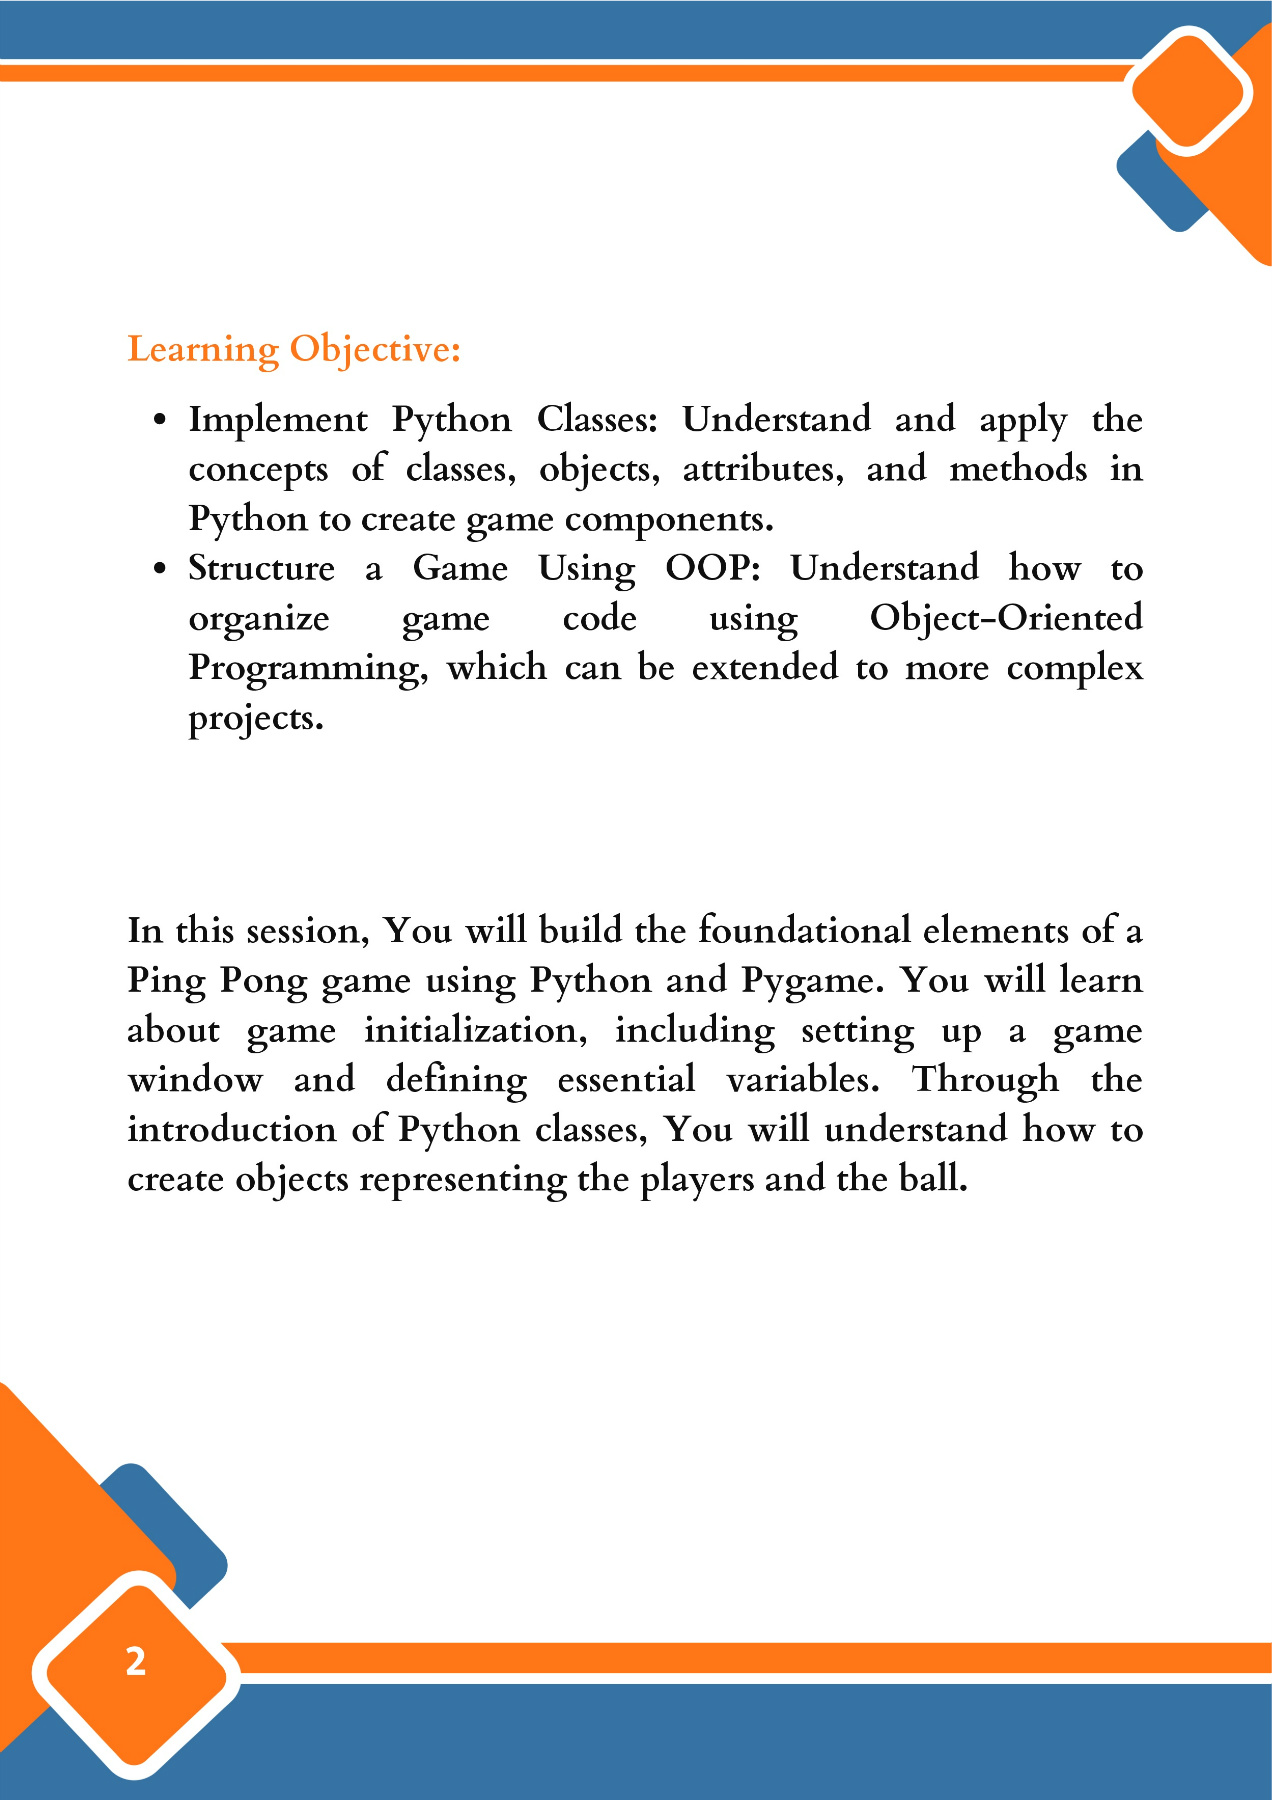 Learning Objective:
• Implement Python Classes: Understand and apply the
concepts of classes, objects, attributes, and methods in
Python to create game components.
• Structure a Game Using OOP: Understand how to
organize game code using Object-Oriented
Programming, which can be extended to more complex
projects.
In this session, You will build the foundational elements of a
Ping Pong game using Python and Pygame. You will learn
about game initialization, including setting up a game
window and defining essential variables. Through the
introduction of Python classes, You will understand how to
create objects representing the players and the ball.
2